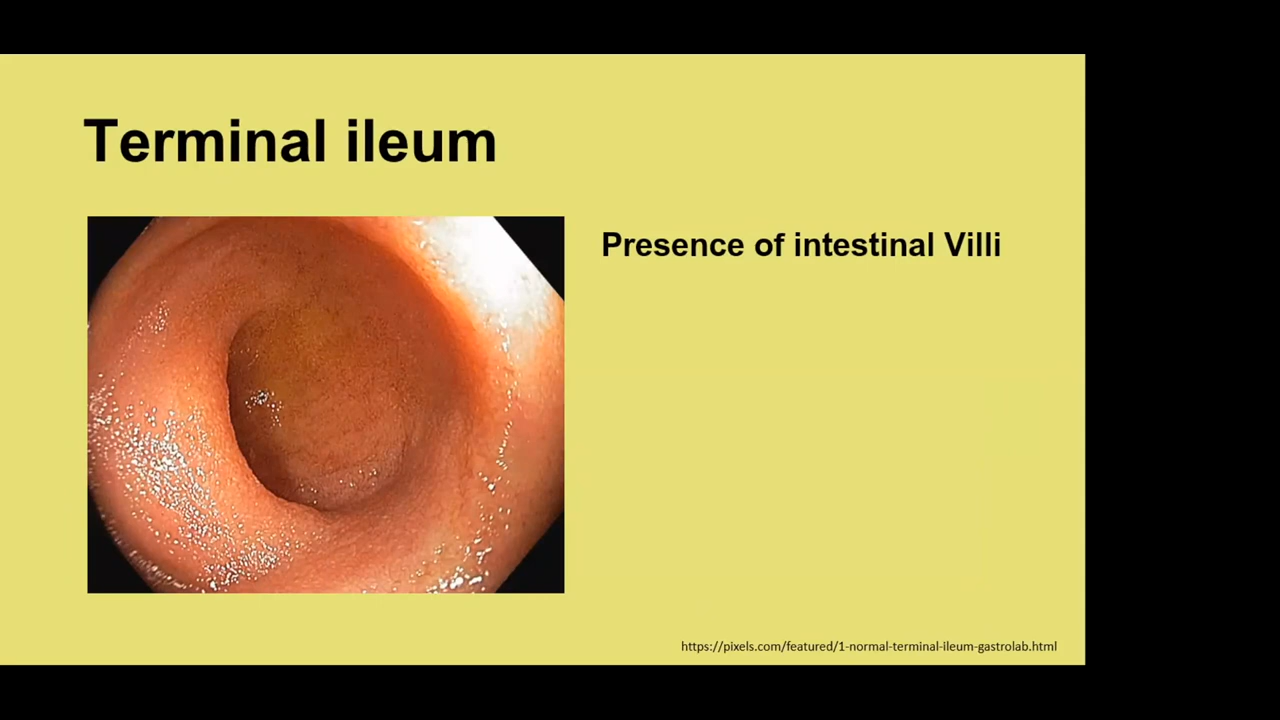 Terminal ileum
Presence of intestinal Villi
https://pixels.com/featured/1-normal-terminal-ileum-gastrolab.html